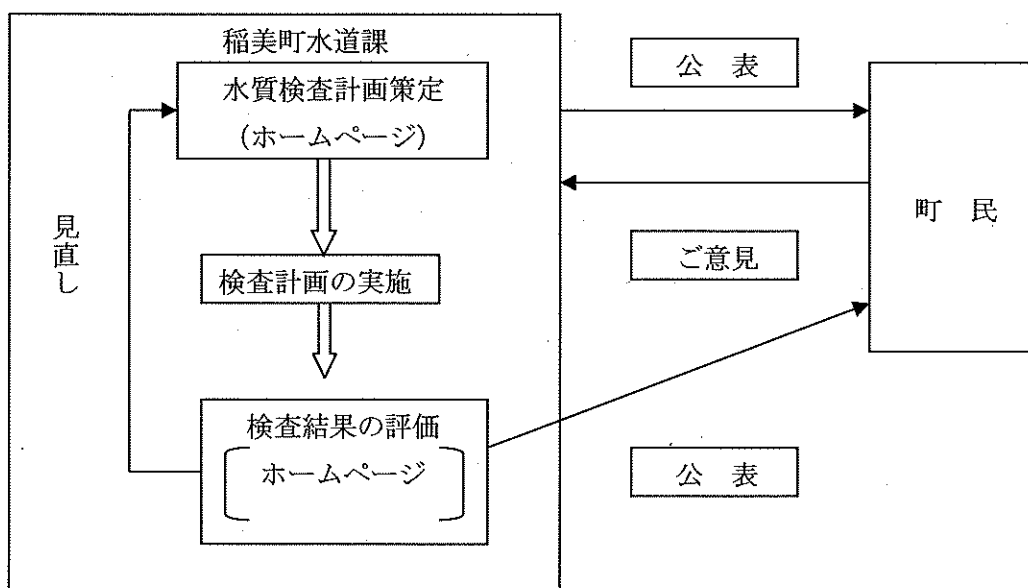 稲美町水道課
水質検査計画策定
(ホームページ)
見直し
検査計画の実施
検査結果の評価
ホームページ
公　表
ご意見
公　表
町　民